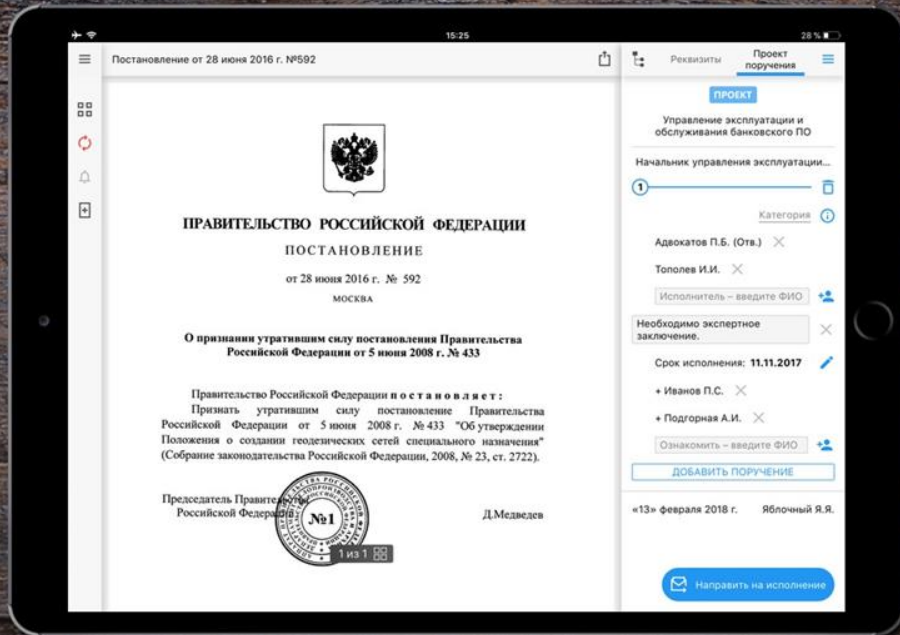 15:25
28 %
Постановление от 28 июня 2016 г. №592
Реквизиты
Проект
поручения
ПРАВИТЕЛЬСТВО РОССИЙСКОЙ ФЕДЕРАЦИИ
ПОСТАНОВЛЕНИЕ
от 28 июня 2016 г. № 592
МОСКВА
О признании утратившим силу постановления Правительства
Российской Федерации от 5 июня 2008 г. № 433
Правительство Российской Федерации постановляет:
Признать утратившим силу постановление Правительства
Российской Федерации от 5 июня 2008 г. № 433 "Об утверждении
Положения о создании геодезических сетей специального назначения"
(Собрание законодательства Российской Федерации, 2008, № 23, ст. 2722).
Председатель Правительства
Российской Федерации
Д.Медведев
№1
1 из 1
ПРОЕКТ
Управление эксплуатации и
обслуживания банковского ПО
Начальник управления эксплуатации...
1
Категория
Адвокатов П.Б. (Отв.)
Тополев И.И.
Исполнитель – введите ФИО
Необходимо экспертное
заключение.
Срок исполнения: 11.11.2017
+ Иванов П.С.
+ Подгорная А.И.
Ознакомить – введите ФИО
ДОБАВИТЬ ПОРУЧЕНИЕ
«13» февраля 2018 г. Яблочный Я.Я.
Направить на исполнение